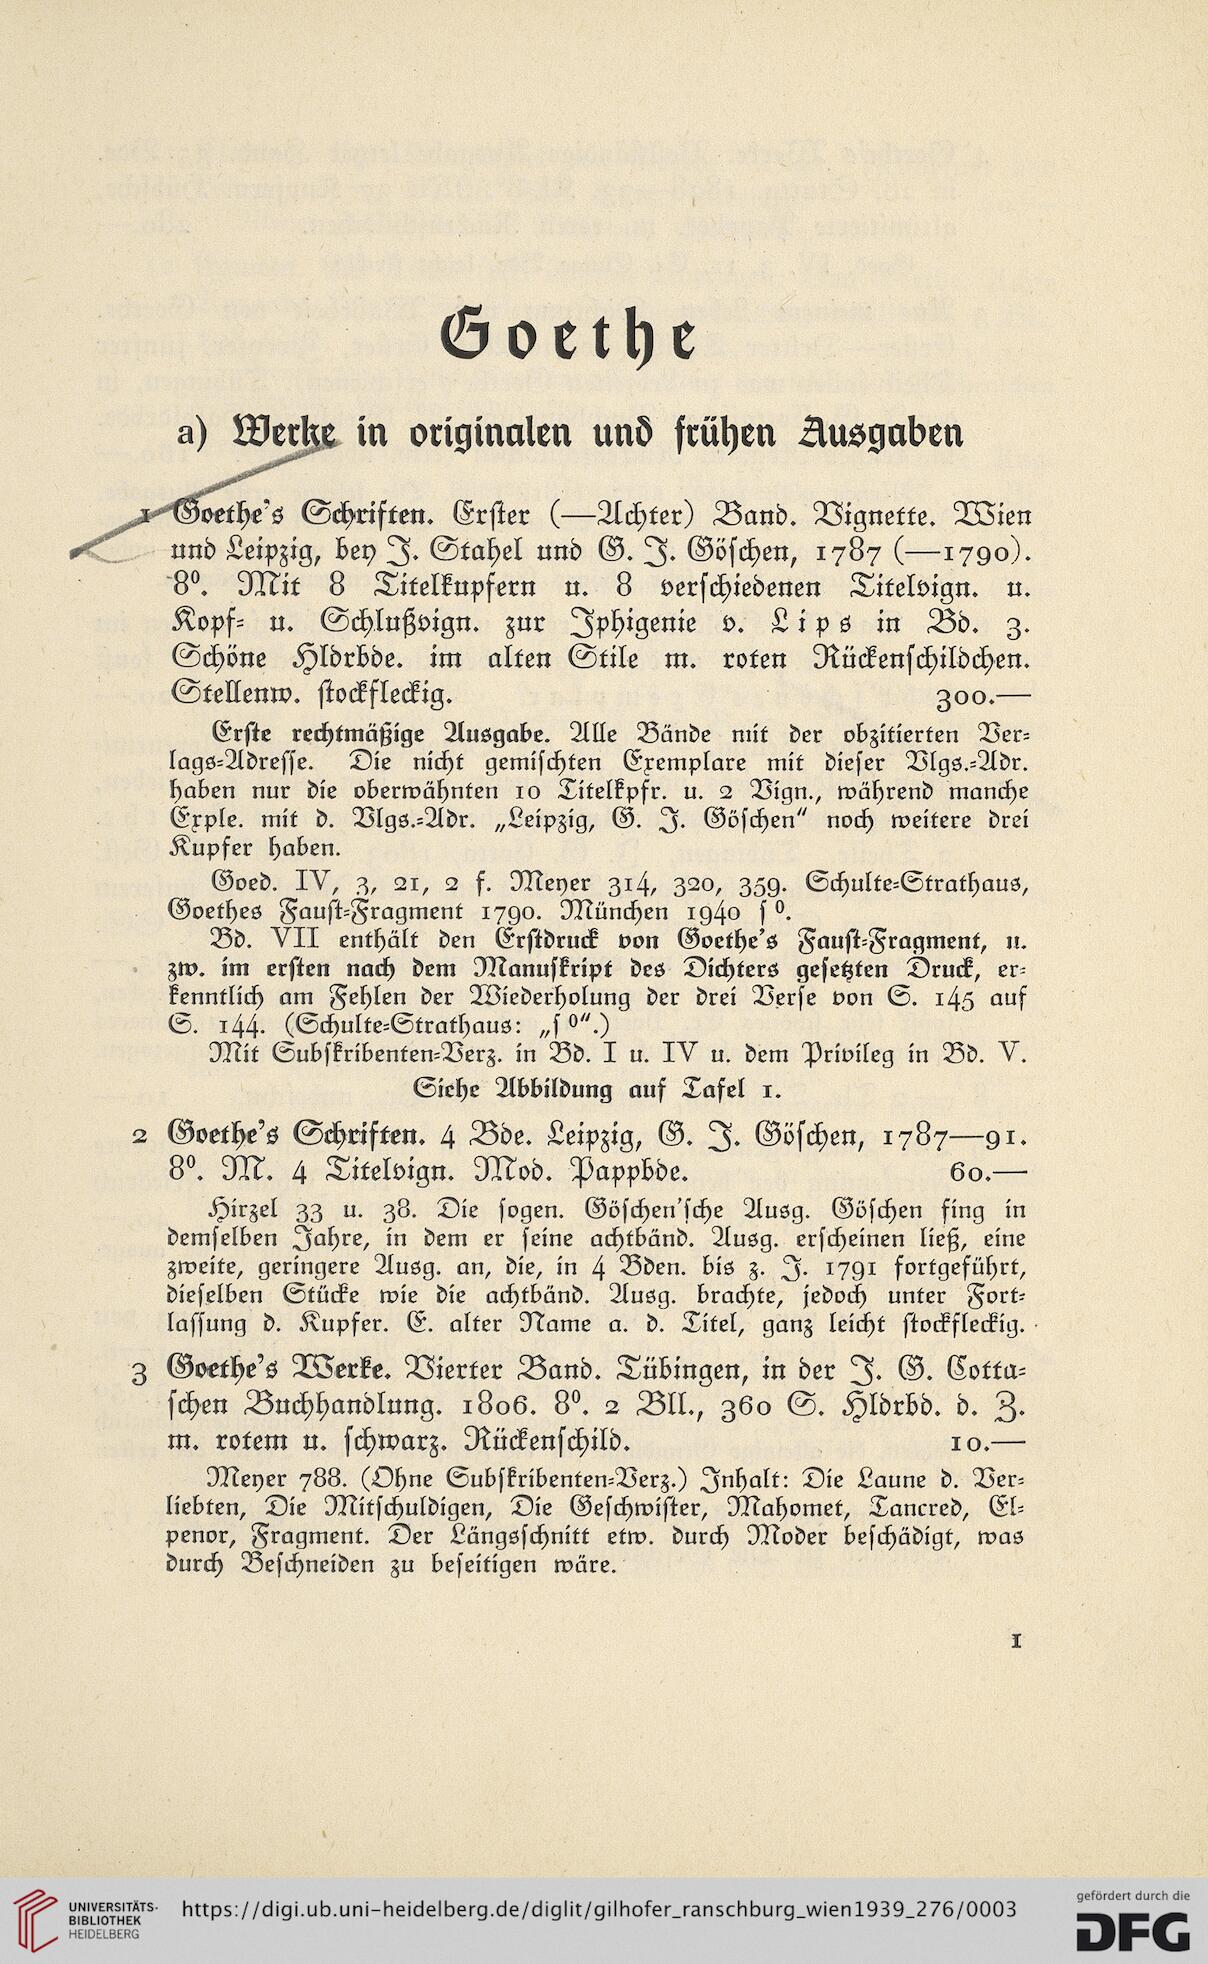 Goethe
a) Werke in originalen und frühen Ausgaben
1 Goethe's Schriften. Erster (—Achter) Band. Vignette. Wien
und Leipzig, bey J. Stahel und G. J. Göschen, 1787 (—1790).
8⁰. Mit 8 Titelkupfern u. 8 verschiedenen Titelvign. u.
Kopf- u. Schlußvign. zur Iphigenie v. Lips in Bd. 3.
Schöne Hldrbde. im alten Stile m. roten Rückenschildchen.
Stellenw. stockfleckig. 300.—
Erste rechtmäßige Ausgabe. Alle Bände mit der obzitierten Ver-
lags-Adresse. Die nicht gemischten Exemplare mit dieser Vlgs.-Adr.
haben nur die oberwähnten 10 Titelkpfr. u. 2 Vign., während manche
Exple. mit d. Vlgs.-Adr. „Leipzig, G. J. Göschen" noch weitere drei
Kupfer haben.
Goed. IV, 3, 21, 2 f. Meyer 314, 320, 359. Schulte-Strathaus,
Goethes Faust-Fragment 1790. München 1940 ſ⁰.
Bd. VII enthält den Erstdruck von Goethe's Faust-Fragment, u.
zw. im ersten nach dem Manuskript des Dichters gesetzten Druck, er-
kenntlich am Fehlen der Wiederholung der drei Verse von S. 145 auf
S. 144. (Schulte-Strathaus: „ſ⁰".)
Mit Subskribenten-Verz. in Bd. I u. IV u. dem Privileg in Bd. V.
Siehe Abbildung auf Tafel 1.
2 Goethe's Schriften. 4 Bde. Leipzig, G. J. Göschen, 1787—91.
8⁰. M. 4 Titelvign. Mod. Pappbde. 60.—
Hirzel 33 u. 38. Die sogen. Göschen'sche Ausg. Göschen fing in
demselben Jahre, in dem er seine achtbänd. Ausg. erscheinen ließ, eine
zweite, geringere Ausg. an, die, in 4 Bden. bis z. J. 1791 fortgeführt,
dieselben Stücke wie die achtbänd. Ausg. brachte, jedoch unter Fort-
lassung d. Kupfer. E. alter Name a. d. Titel, ganz leicht stockfleckig.
3 Goethe's Werke. Vierter Band. Tübingen, in der J. G. Cotta-
schen Buchhandlung. 1806. 8⁰. 2 Bll., 360 S. Hldrbd. d. Z.
m. rotem u. schwarz. Rückenschild. 10.—
Meyer 788. (Ohne Subskribenten-Verz.) Inhalt: Die Laune d. Ver-
liebten, Die Mitschuldigen, Die Geschwister, Mahomet, Tancred, El-
penor, Fragment. Der Längsschnitt etw. durch Moder beschädigt, was
durch Beschneiden zu beseitigen wäre.
1
UNIVERSITÄTS-
BIBLIOTHEK
HEIDELBERG
https://digi.ub.uni-heidelberg.de/diglit/gilhofer_ranschburg_wien1939_276/0003
gefördert durch die
DFG